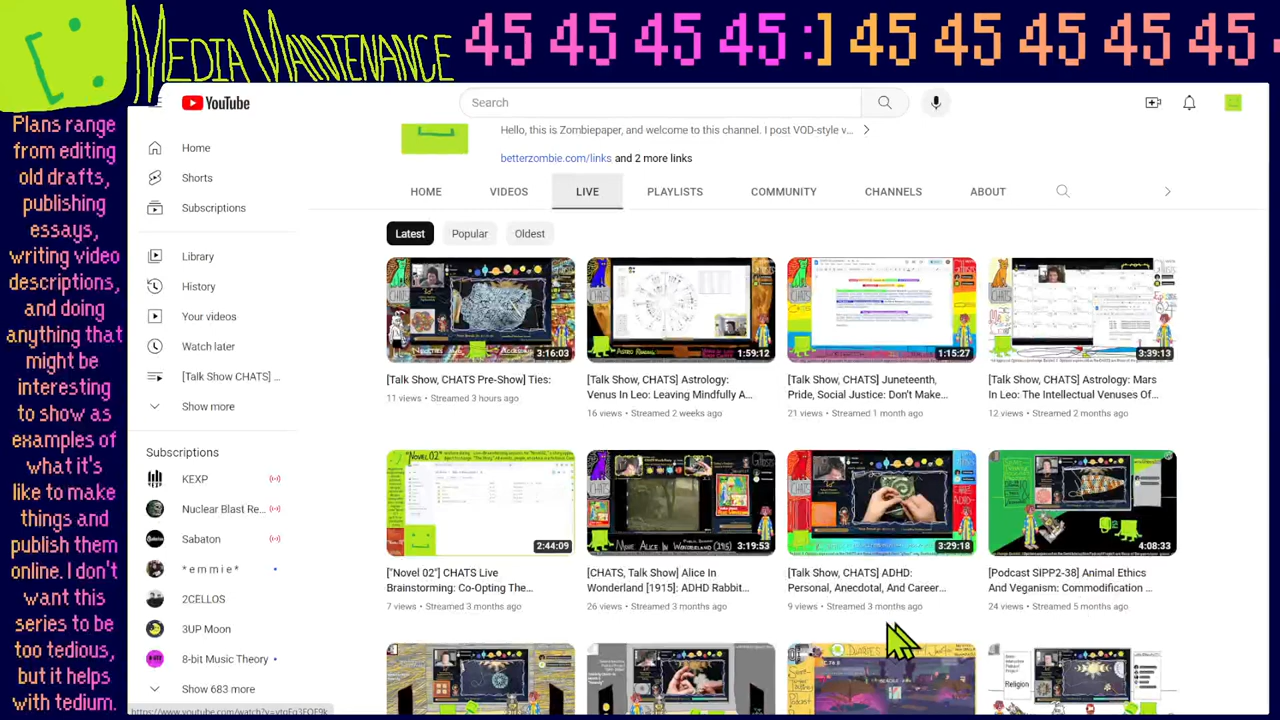 [:
MEDIA MAINTENANCE
45 45 45 45 :] 45 45 45 45 45
Plans range
from editing
old drafts,
publishing
essays,
writing video
descriptions,
and doing
anything that
might be
interesting
to show as
examples of
what it's
like to make
things and
publish them
online. I don't
want this
series to be
too tedious,
but it helps
with tedium.
YouTube
Search
Home
Shorts
Subscriptions
Library
History
Your videos
Watch later
[Talk Show CHATS] ...
Show more
Subscriptions
KEXP
Nuclear Blast Re...
Sabaton
* e m m i e *
2CELLOS
3UP Moon
8-bit Music Theory
Show 683 more
Hello, this is Zombiepaper, and welcome to this channel. I post VOD-style v...
betterzombie.com/links and 2 more links
HOME VIDEOS LIVE PLAYLISTS COMMUNITY CHANNELS ABOUT
Latest Popular Oldest
3:16:03
[Talk Show, CHATS Pre-Show] Ties:
11 views • Streamed 3 hours ago
1:59:12
[Talk Show, CHATS] Astrology:
Venus In Leo: Leaving Mindfully A...
16 views • Streamed 2 weeks ago
1:15:27
[Talk Show, CHATS] Juneteenth,
Pride, Social Justice: Don't Make...
21 views • Streamed 1 month ago
3:39:13
[Talk Show, CHATS] Astrology: Mars
In Leo: The Intellectual Venuses Of...
12 views • Streamed 2 months ago
2:44:09
["Novel 02"] CHATS Live
Brainstorming: Co-Opting The...
7 views • Streamed 3 months ago
3:19:53
[CHATS, Talk Show] Alice In
Wonderland [1915]: ADHD Rabbit...
26 views • Streamed 3 months ago
3:29:18
[Talk Show, CHATS] ADHD:
Personal, Anecdotal, And Career...
9 views • Streamed 3 months ago
4:08:33
[Podcast SIPP2-38] Animal Ethics
And Veganism: Commodification ...
24 views • Streamed 5 months ago
Religion